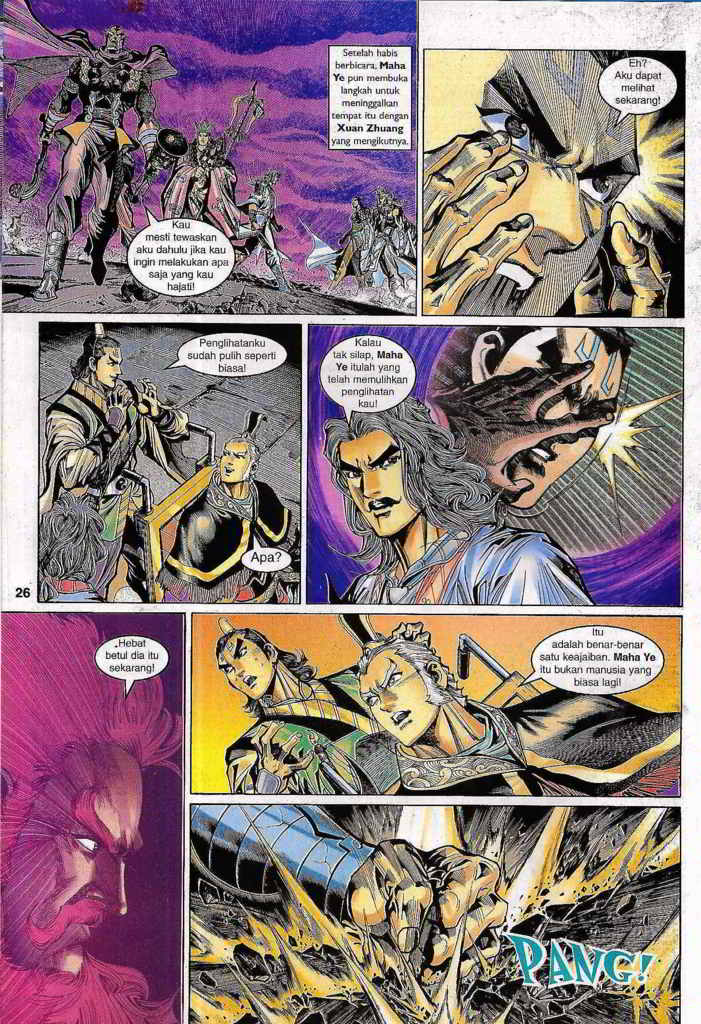 Setelah habis
berbicara, Maha
Ye pun membuka
langkah untuk
meninggalkan
tempat itu dengan
Xuan Zhuang
yang mengikutnya.
Kau
mesti tewaskan
aku dahulu jika kau
ingin melakukan apa
saja yang kau
hajati!
Eh?
Aku dapat
melihat
sekarang!
Penglihatanku
sudah pulih seperti
biasa!
Apa?
Kalau
tak silap, Maha
Ye itulah yang
telah memulihkan
penglihatan
kau!
26
Hebat
betul dia itu
sekarang!
Itu
adalah benar-benar
satu keajaiban. Maha Ye
itu bukan manusia yang
biasa lagi!
PANG!